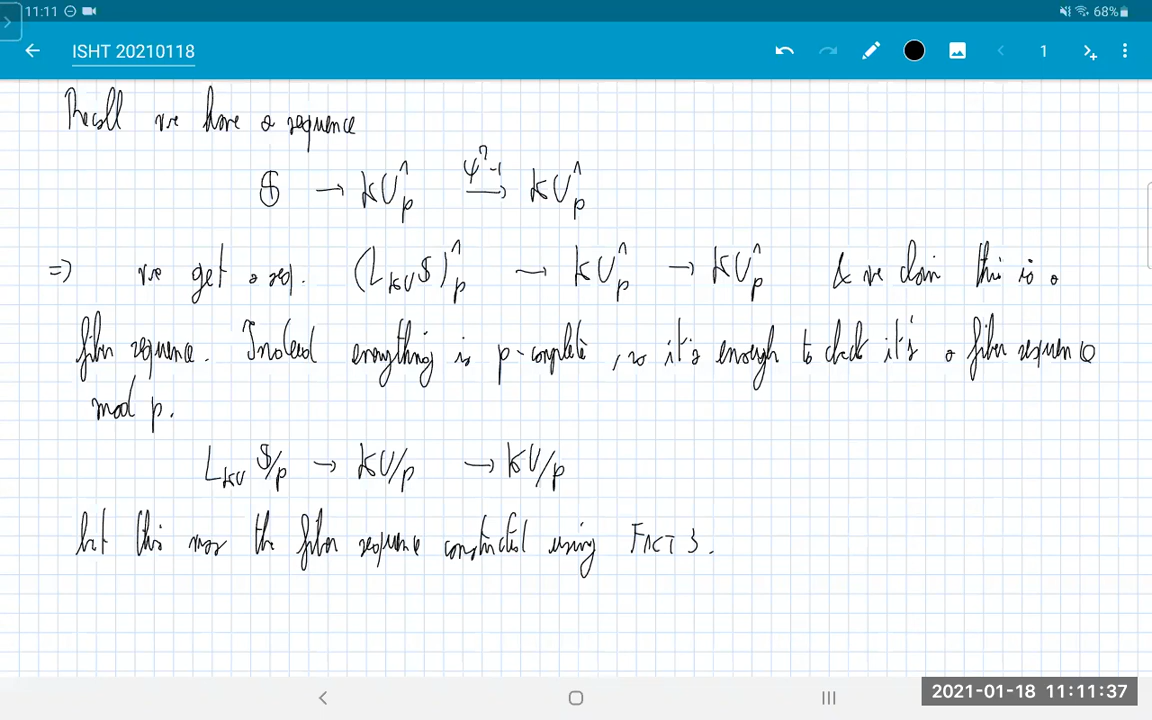 11:11
68%
ISHT 20210118
1
Recall we have a sequence
$ → KU^_p —ψ^?-1→ KU^_p
=) we get a seq. (L_KU $)^_p → KU^_p → KU^_p & we claim this is a
fiber sequence. Indeed everything is p-complete, so it's enough to check it's a fiber sequence
mod p.
L_KU $/p → KU/p → KU/p
but this was the fiber sequence constructed using FACT 3.
2021-01-18 11:11:37